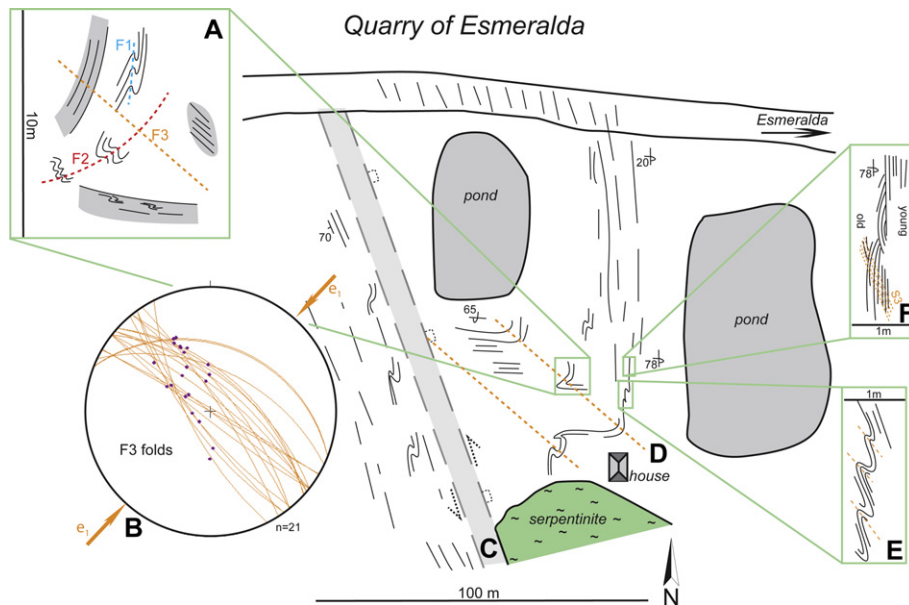 Quarry of Esmeralda
A
F1
F3
F2
10m
Esmeralda
20
pond
pond
70
65
78
78
old
young
S3
F
1m
1m
E
e1
e1
F3 folds
B
n=21
D
house
C
serpentinite
100 m
N